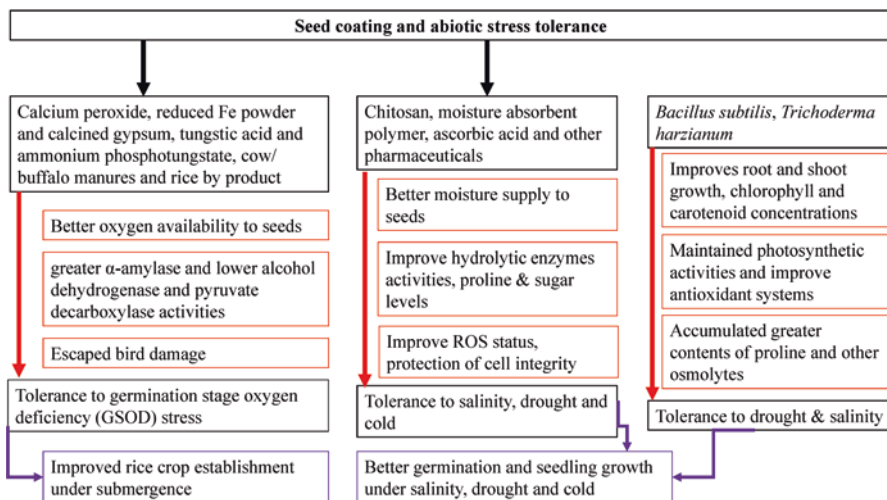 Seed coating and abiotic stress tolerance
Calcium peroxide, reduced Fe powder
and calcined gypsum, tungstic acid and
ammonium phosphotungstate, cow/
buffalo manures and rice by product
Better oxygen availability to seeds
greater α-amylase and lower alcohol
dehydrogenase and pyruvate
decarboxylase activities
Escaped bird damage
Tolerance to germination stage oxygen
deficiency (GSOD) stress
Improved rice crop establishment
under submergence
Chitosan, moisture absorbent
polymer, ascorbic acid and other
pharmaceuticals
Better moisture supply to
seeds
Improve hydrolytic enzymes
activities, proline & sugar
levels
Improve ROS status,
protection of cell integrity
Tolerance to salinity, drought and
cold
Bacillus subtilis, Trichoderma
harzianum
Improves root and shoot
growth, chlorophyll and
carotenoid concentrations
Maintained photosynthetic
activities and improve
antioxidant systems
Accumulated greater
contents of proline and other
osmolytes
Tolerance to drought & salinity
Better germination and seedling growth
under salinity, drought and cold